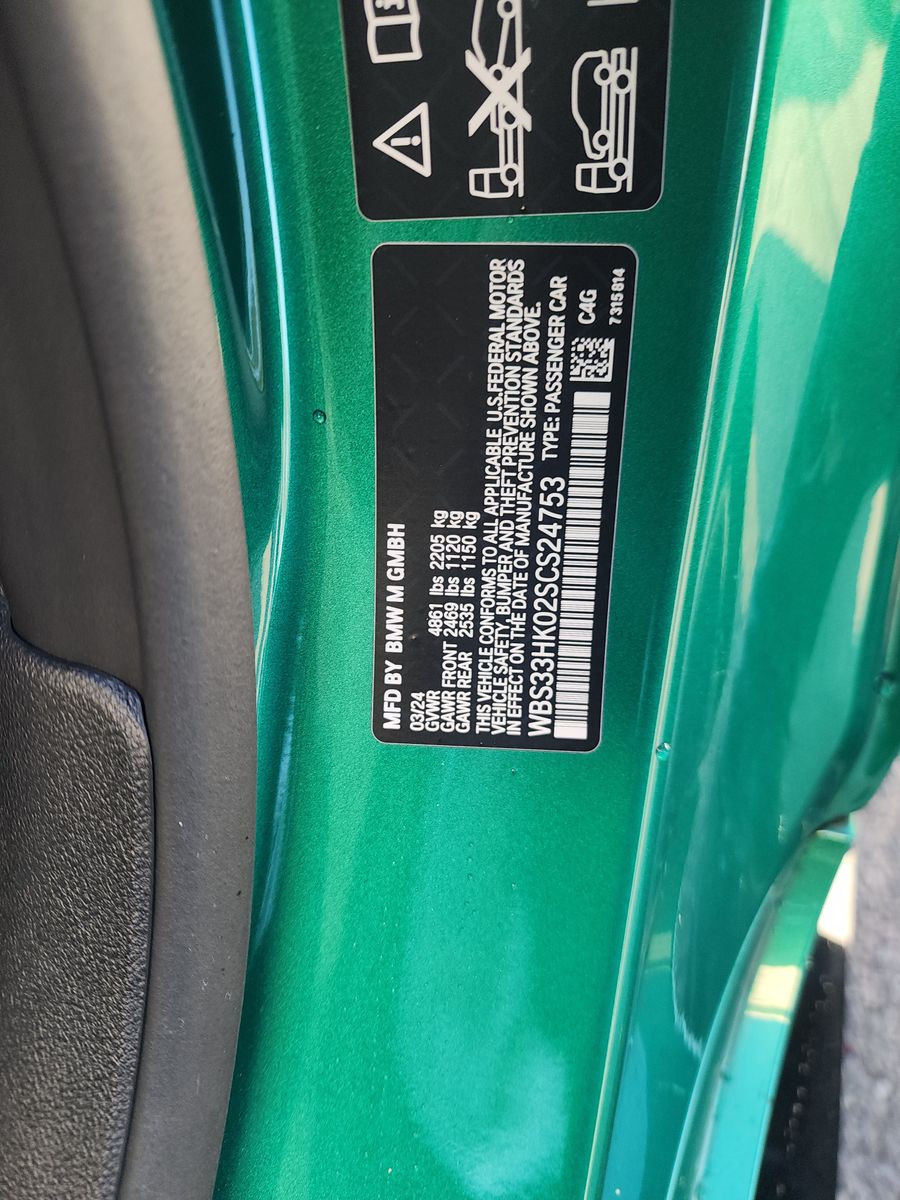 MFD BY BMW M GMBH
03/24
GVWR 4861 lbs 2205 kg
GAWR FRONT 2469 lbs 1120 kg
GAWR REAR 2535 lbs 1150 kg
THIS VEHICLE CONFORMS TO ALL APPLICABLE U.S.FEDERAL MOTOR
VEHICLE SAFETY, BUMPER AND THEFT PREVENTION STANDARDS
IN EFFECT ON THE DATE OF MANUFACTURE SHOWN ABOVE.
WBS33HK02SCS24753 TYPE: PASSENGER CAR
C4G
7315814